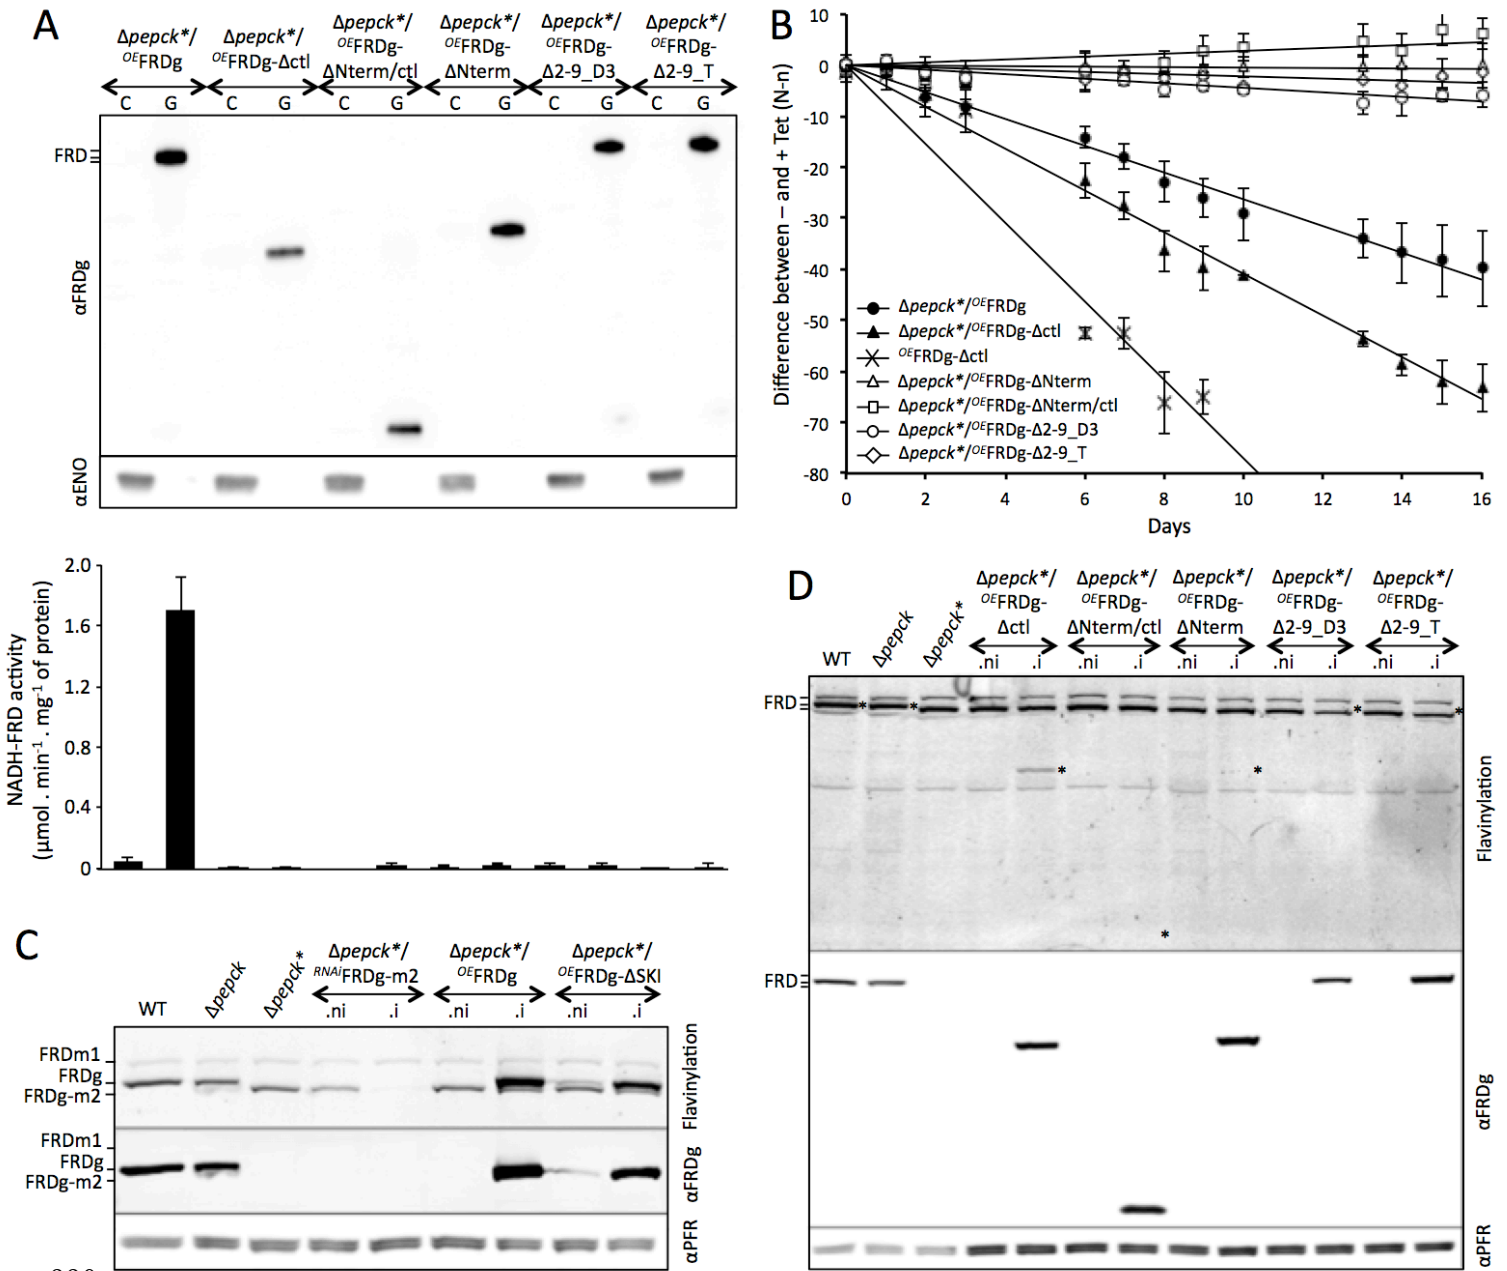 A
Δpepck*/
OEFRDg
Δpepck*/
OEFRDg-Δctl
Δpepck*/
OEFRDg-
ΔNterm/ctl
Δpepck*/
OEFRDg-
ΔNterm
Δpepck*/
OEFRDg-
Δ2-9_D3
Δpepck*/
OEFRDg-
Δ2-9_T
C G C G C G C G C G C G
FRD
αFRDg
αENO
2.0
1.6
1.2
0.8
0.4
0
NADH-FRD activity
(μmol . min-1 . mg-1 of protein)
B
10
0
-10
-20
-30
-40
-50
-60
-70
-80
Difference between – and + Tet (N-n)
Δpepck*/OEFRDg
Δpepck*/OEFRDg-Δctl
OEFRDg-Δctl
Δpepck*/OEFRDg-ΔNterm
Δpepck*/OEFRDg-ΔNterm/ctl
Δpepck*/OEFRDg-Δ2-9_D3
Δpepck*/OEFRDg-Δ2-9_T
0 2 4 6 8 10 12 14 16
Days
C
WT
Δpepck
Δpepck*
Δpepck*/
RNAiFRDg-m2
Δpepck*/
OEFRDg
Δpepck*/
OEFRDg-ΔSKI
.ni .i .ni .i .ni .i
FRDm1
FRDg
FRDg-m2
Flavinylation
FRDm1
FRDg
FRDg-m2
αFRDg
αPFR
D
WT
Δpepck
Δpepck*
Δpepck*/
OEFRDg-
Δctl
Δpepck*/
OEFRDg-
ΔNterm/ctl
Δpepck*/
OEFRDg-
ΔNterm
Δpepck*/
OEFRDg-
Δ2-9_D3
Δpepck*/
OEFRDg-
Δ2-9_T
.ni .i .ni .i .ni .i .ni .i .ni .i
FRD
* * * *
* *
*
Flavinylation
FRD
αFRDg
αPFR